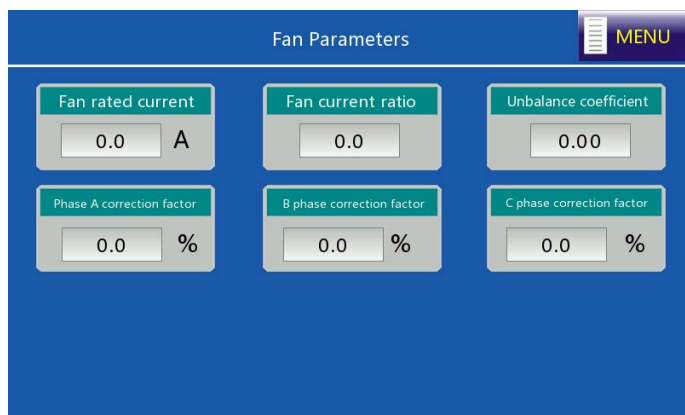 Fan Parameters
MENU
Fan rated current
Fan current ratio
Unbalance coefficient
0.0 A
0.0
0.00
Phase A correction factor
B phase correction factor
C phase correction factor
0.0 %
0.0 %
0.0 %